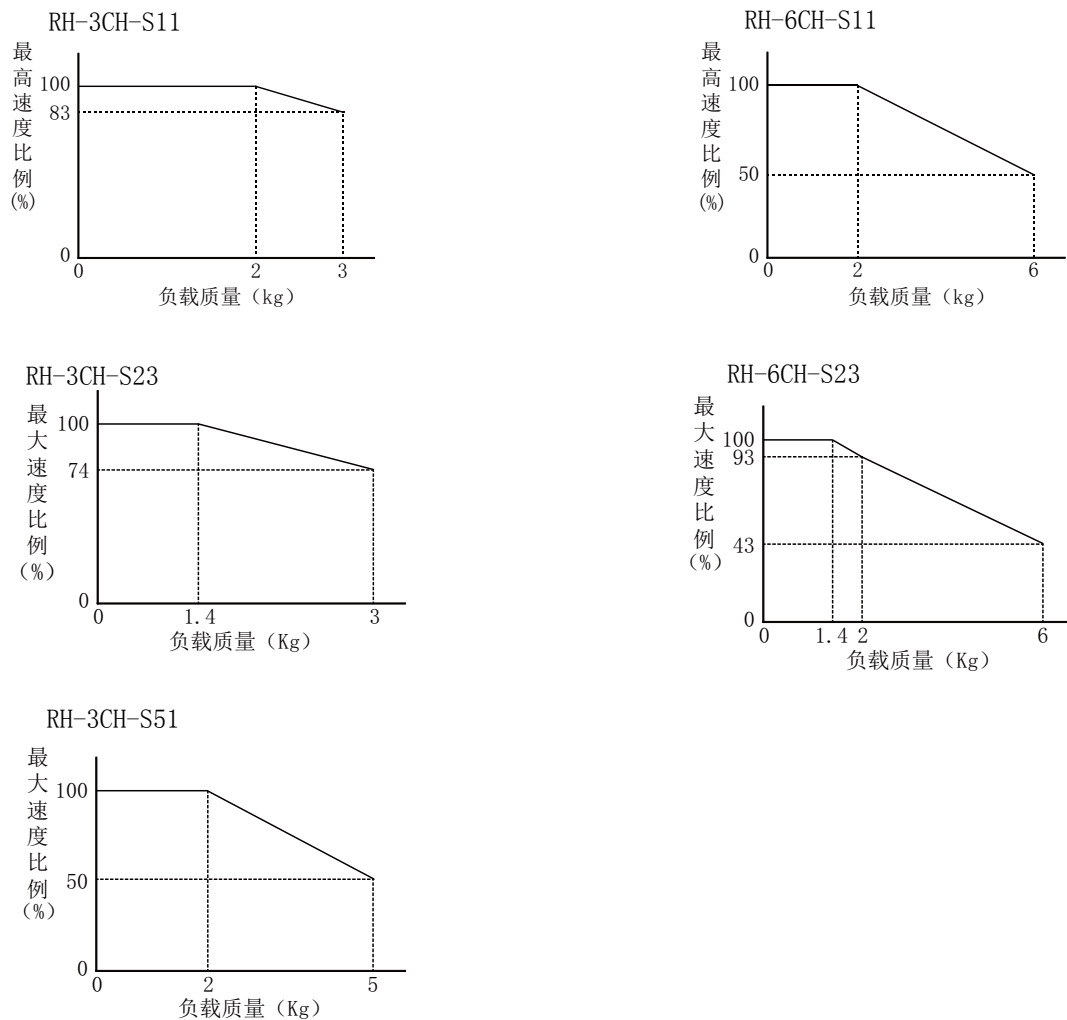 RH-3CH-S11
最高速度比例(%)
100
83
0
0
2
3
负载质量（kg）
RH-6CH-S11
最高速度比例(%)
100
50
0
0
2
6
负载质量（kg）
RH-3CH-S23
最大速度比例（%）
100
74
0
0
1.4
3
负载质量（Kg）
RH-6CH-S23
最大速度比例（%）
100
93
43
0
0
1.4
2
6
负载质量（Kg）
RH-3CH-S51
最大速度比例（%）
100
50
0
0
2
5
负载质量（Kg）